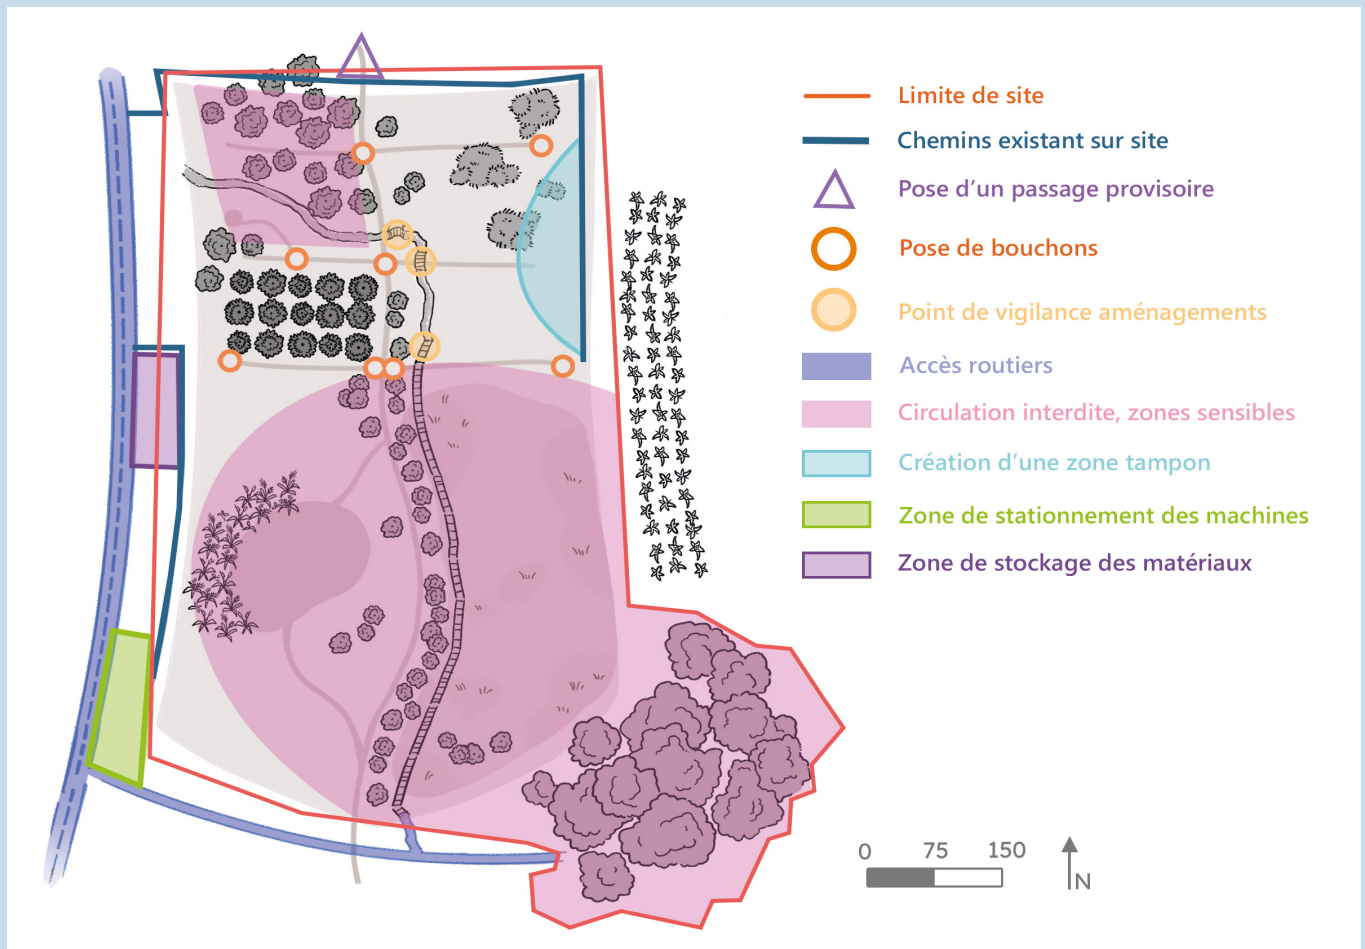 Limite de site
Chemins existant sur site
Pose d’un passage provisoire
Pose de bouchons
Point de vigilance aménagements
Accès routiers
Circulation interdite, zones sensibles
Création d’une zone tampon
Zone de stationnement des machines
Zone de stockage des matériaux
0 75 150
N